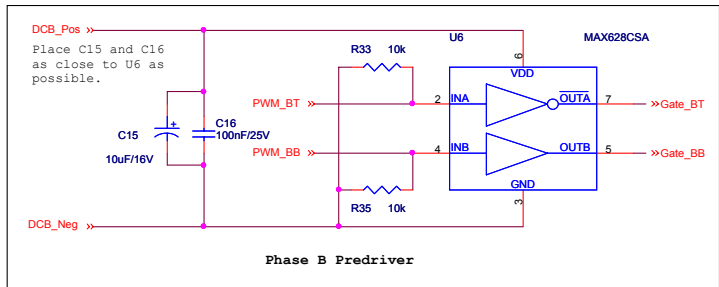 DCB_Pos
Place C15 and C16
as close to U6 as
possible.
R33 10k
U6 MAX628CSA
6
VDD
PWM_BT
2 INA OUTA 7
Gate_BT
C15
10uF/16V
C16
100nF/25V
PWM_BB
4 INB OUTB 5
Gate_BB
GND
3
R35 10k
DCB_Neg
Phase B Predriver